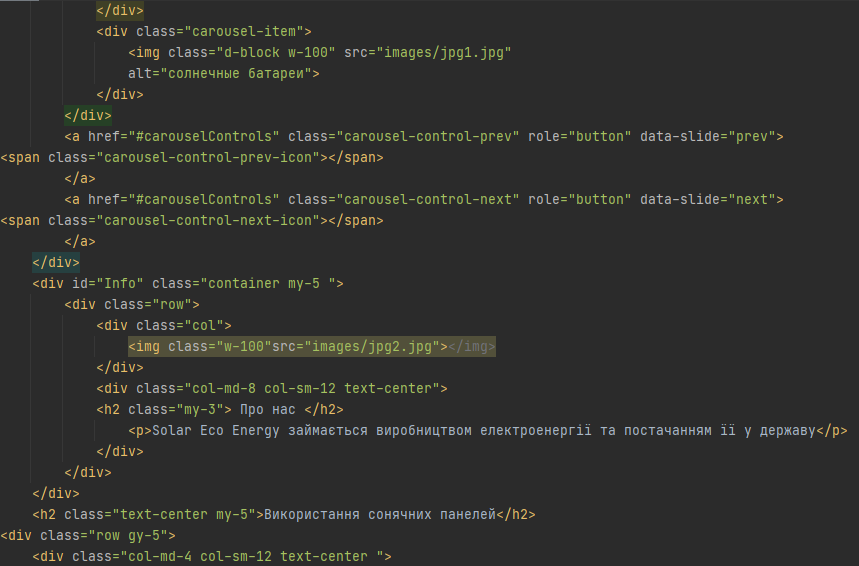 </div>
<div class="carousel-item">
<img class="d-block w-100" src="images/jpg1.jpg"
alt="солнечные батареи">
</div>
</div>
<a href="#carouselControls" class="carousel-control-prev" role="button" data-slide="prev">
<span class="carousel-control-prev-icon"></span>
</a>
<a href="#carouselControls" class="carousel-control-next" role="button" data-slide="next">
<span class="carousel-control-next-icon"></span>
</a>
</div>
<div id="Info" class="container my-5 ">
<div class="row">
<div class="col">
<img class="w-100"src="images/jpg2.jpg"></img>
</div>
<div class="col-md-8 col-sm-12 text-center">
<h2 class="my-3"> Про нас </h2>
<p>Solar Eco Energy займається виробництвом електроенергії та постачанням її у державу</p>
</div>
</div>
</div>
<h2 class="text-center my-5">Використання сонячних панелей</h2>
<div class="row gy-5">
<div class="col-md-4 col-sm-12 text-center ">